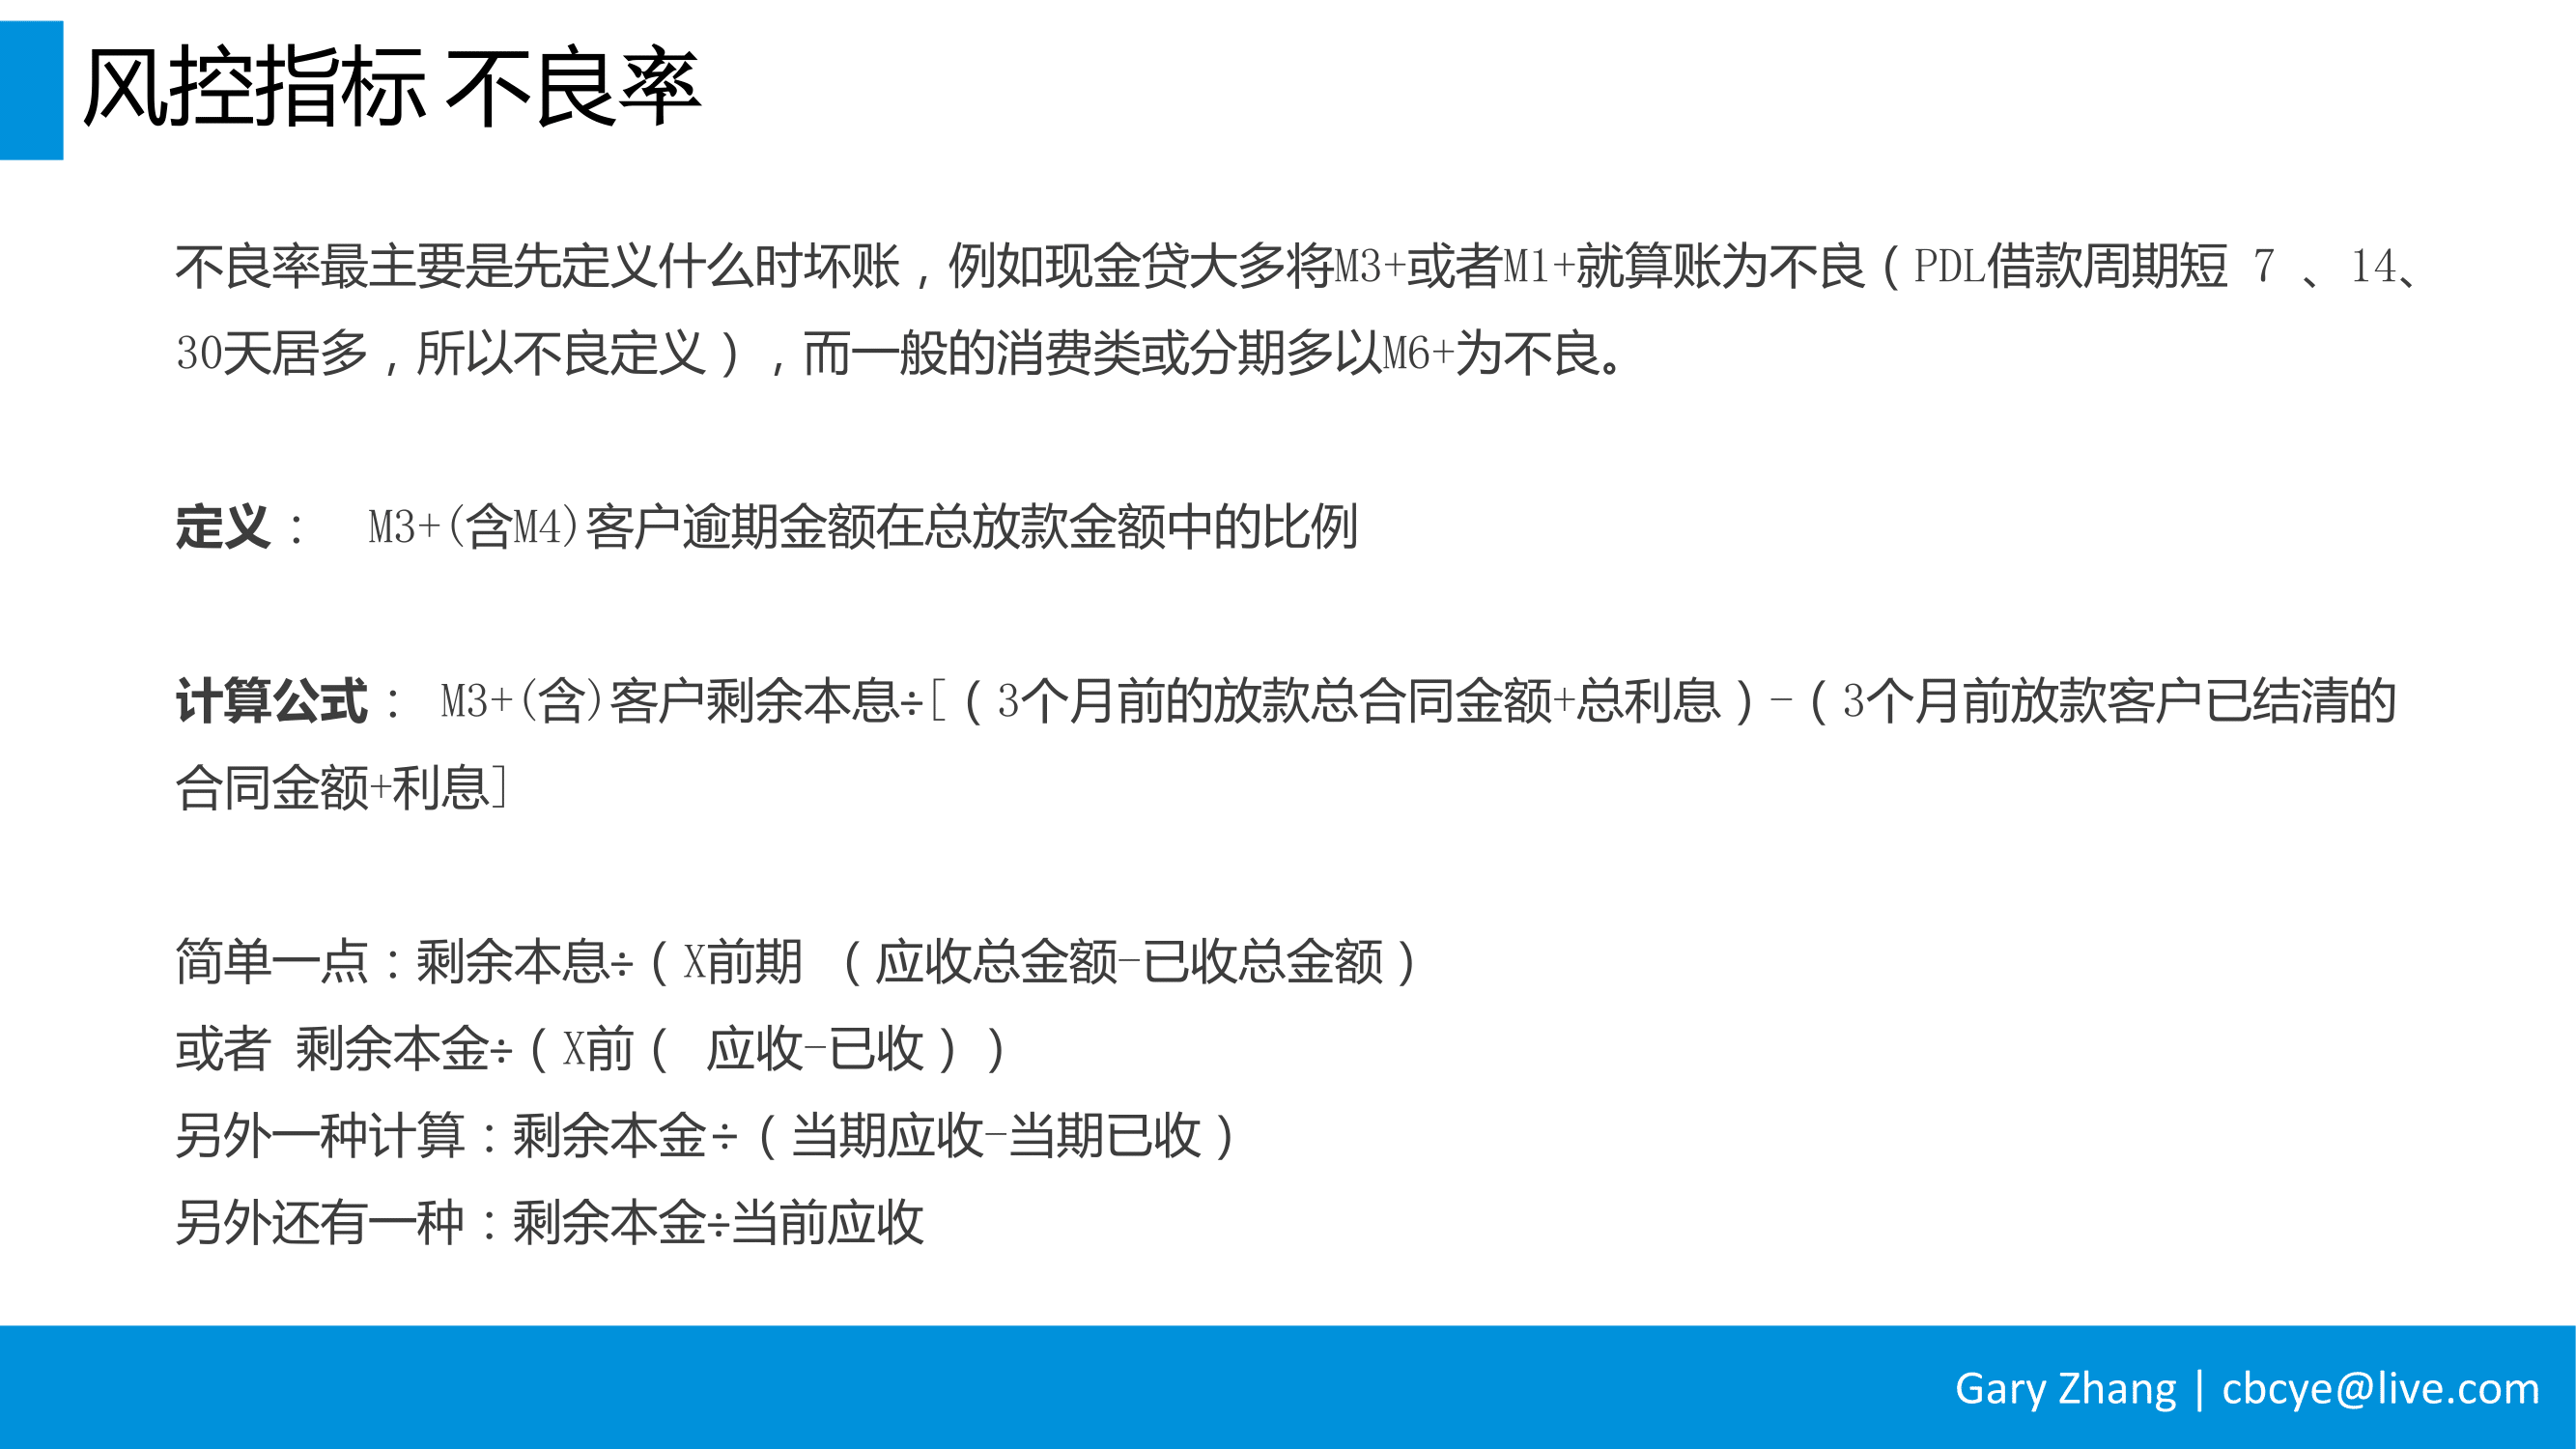 风控指标 不良率
不良率最主要是先定义什么时坏账，例如现金贷大多将M3+或者M1+就算账为不良（PDL借款周期短 7 、14、
30天居多，所以不良定义），而一般的消费类或分期多以M6+为不良。
定义： M3+(含M4)客户逾期金额在总放款金额中的比例
计算公式： M3+(含)客户剩余本息÷[（3个月前的放款总合同金额+总利息）-（3个月前放款客户已结清的
合同金额+利息]
简单一点：剩余本息÷（X前期 （应收总金额-已收总金额）
或者 剩余本金÷（X前（ 应收-已收））
另外一种计算：剩余本金÷（当期应收-当期已收）
另外还有一种：剩余本金÷当前应收
Gary Zhang | cbcye@live.com